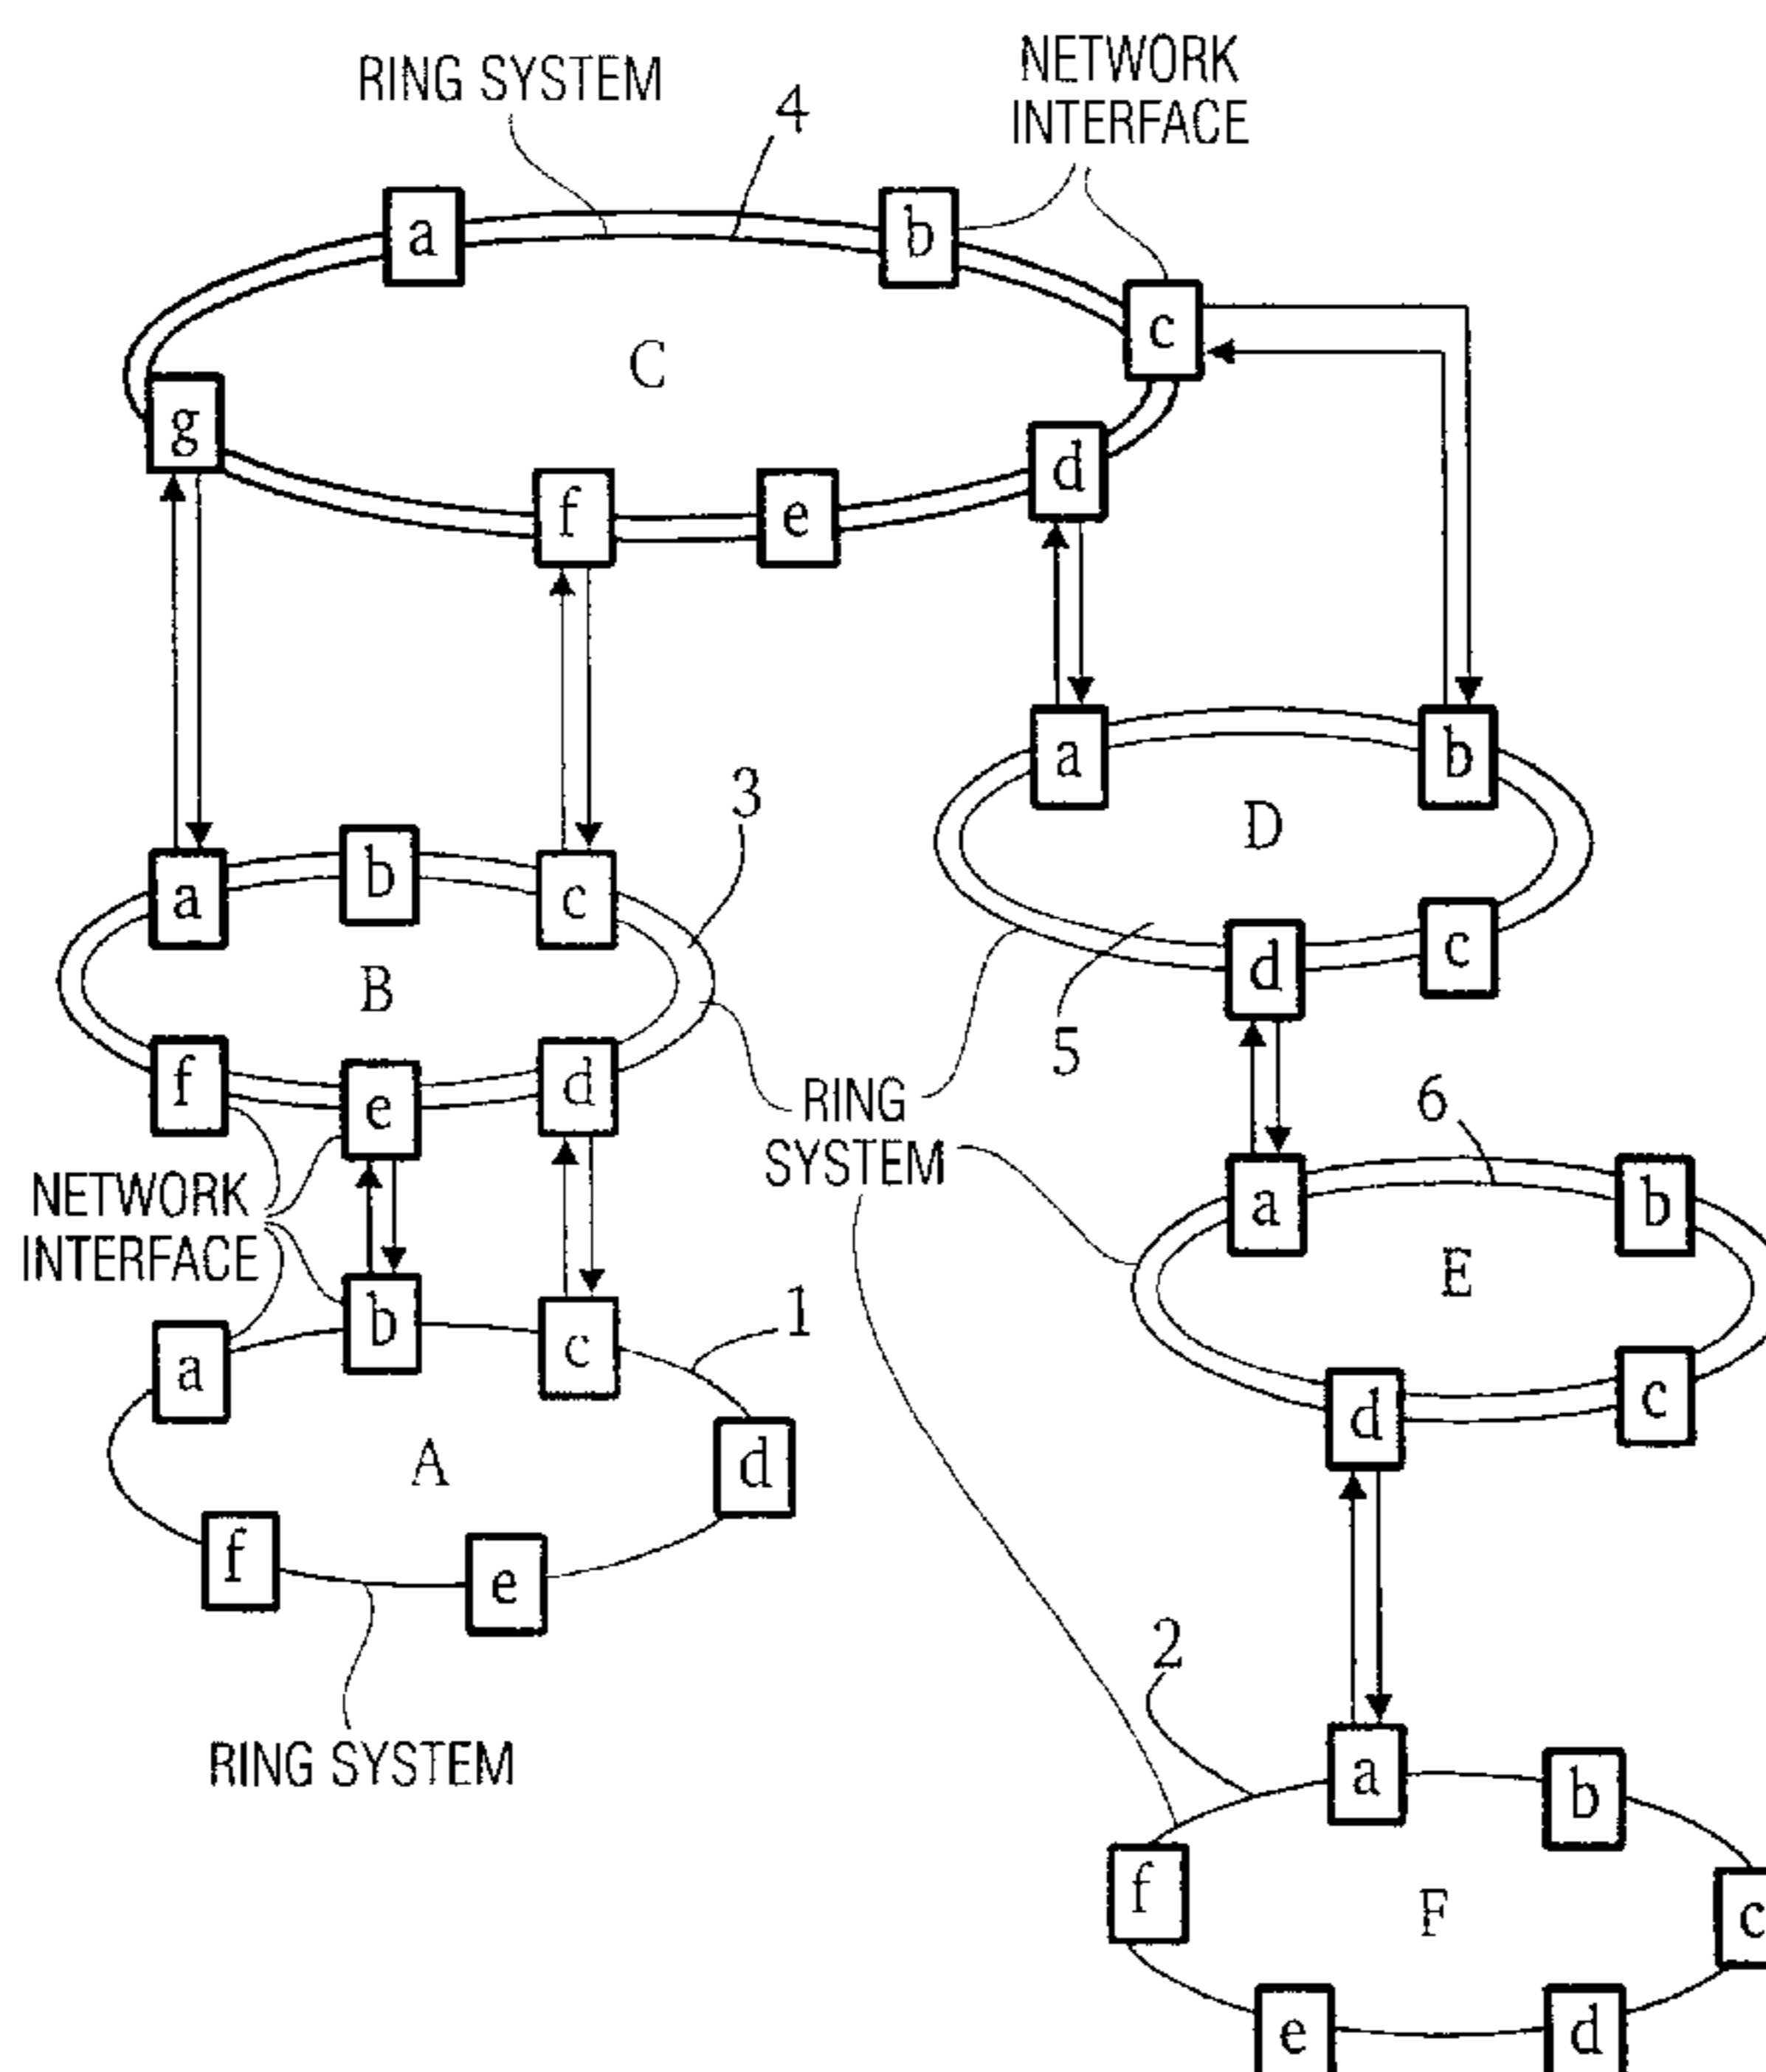 RING SYSTEM
4
NETWORK
INTERFACE
a
b
c
C
g
d
f
e
a
b
D
3
a
b
c
d
c
B
5
f
e
d
RING
SYSTEM
6
NETWORK
INTERFACE
a
b
E
b
c
1
a
d
c
A
d
f
e
2
RING SYSTEM
a
b
f
F
c
e
d